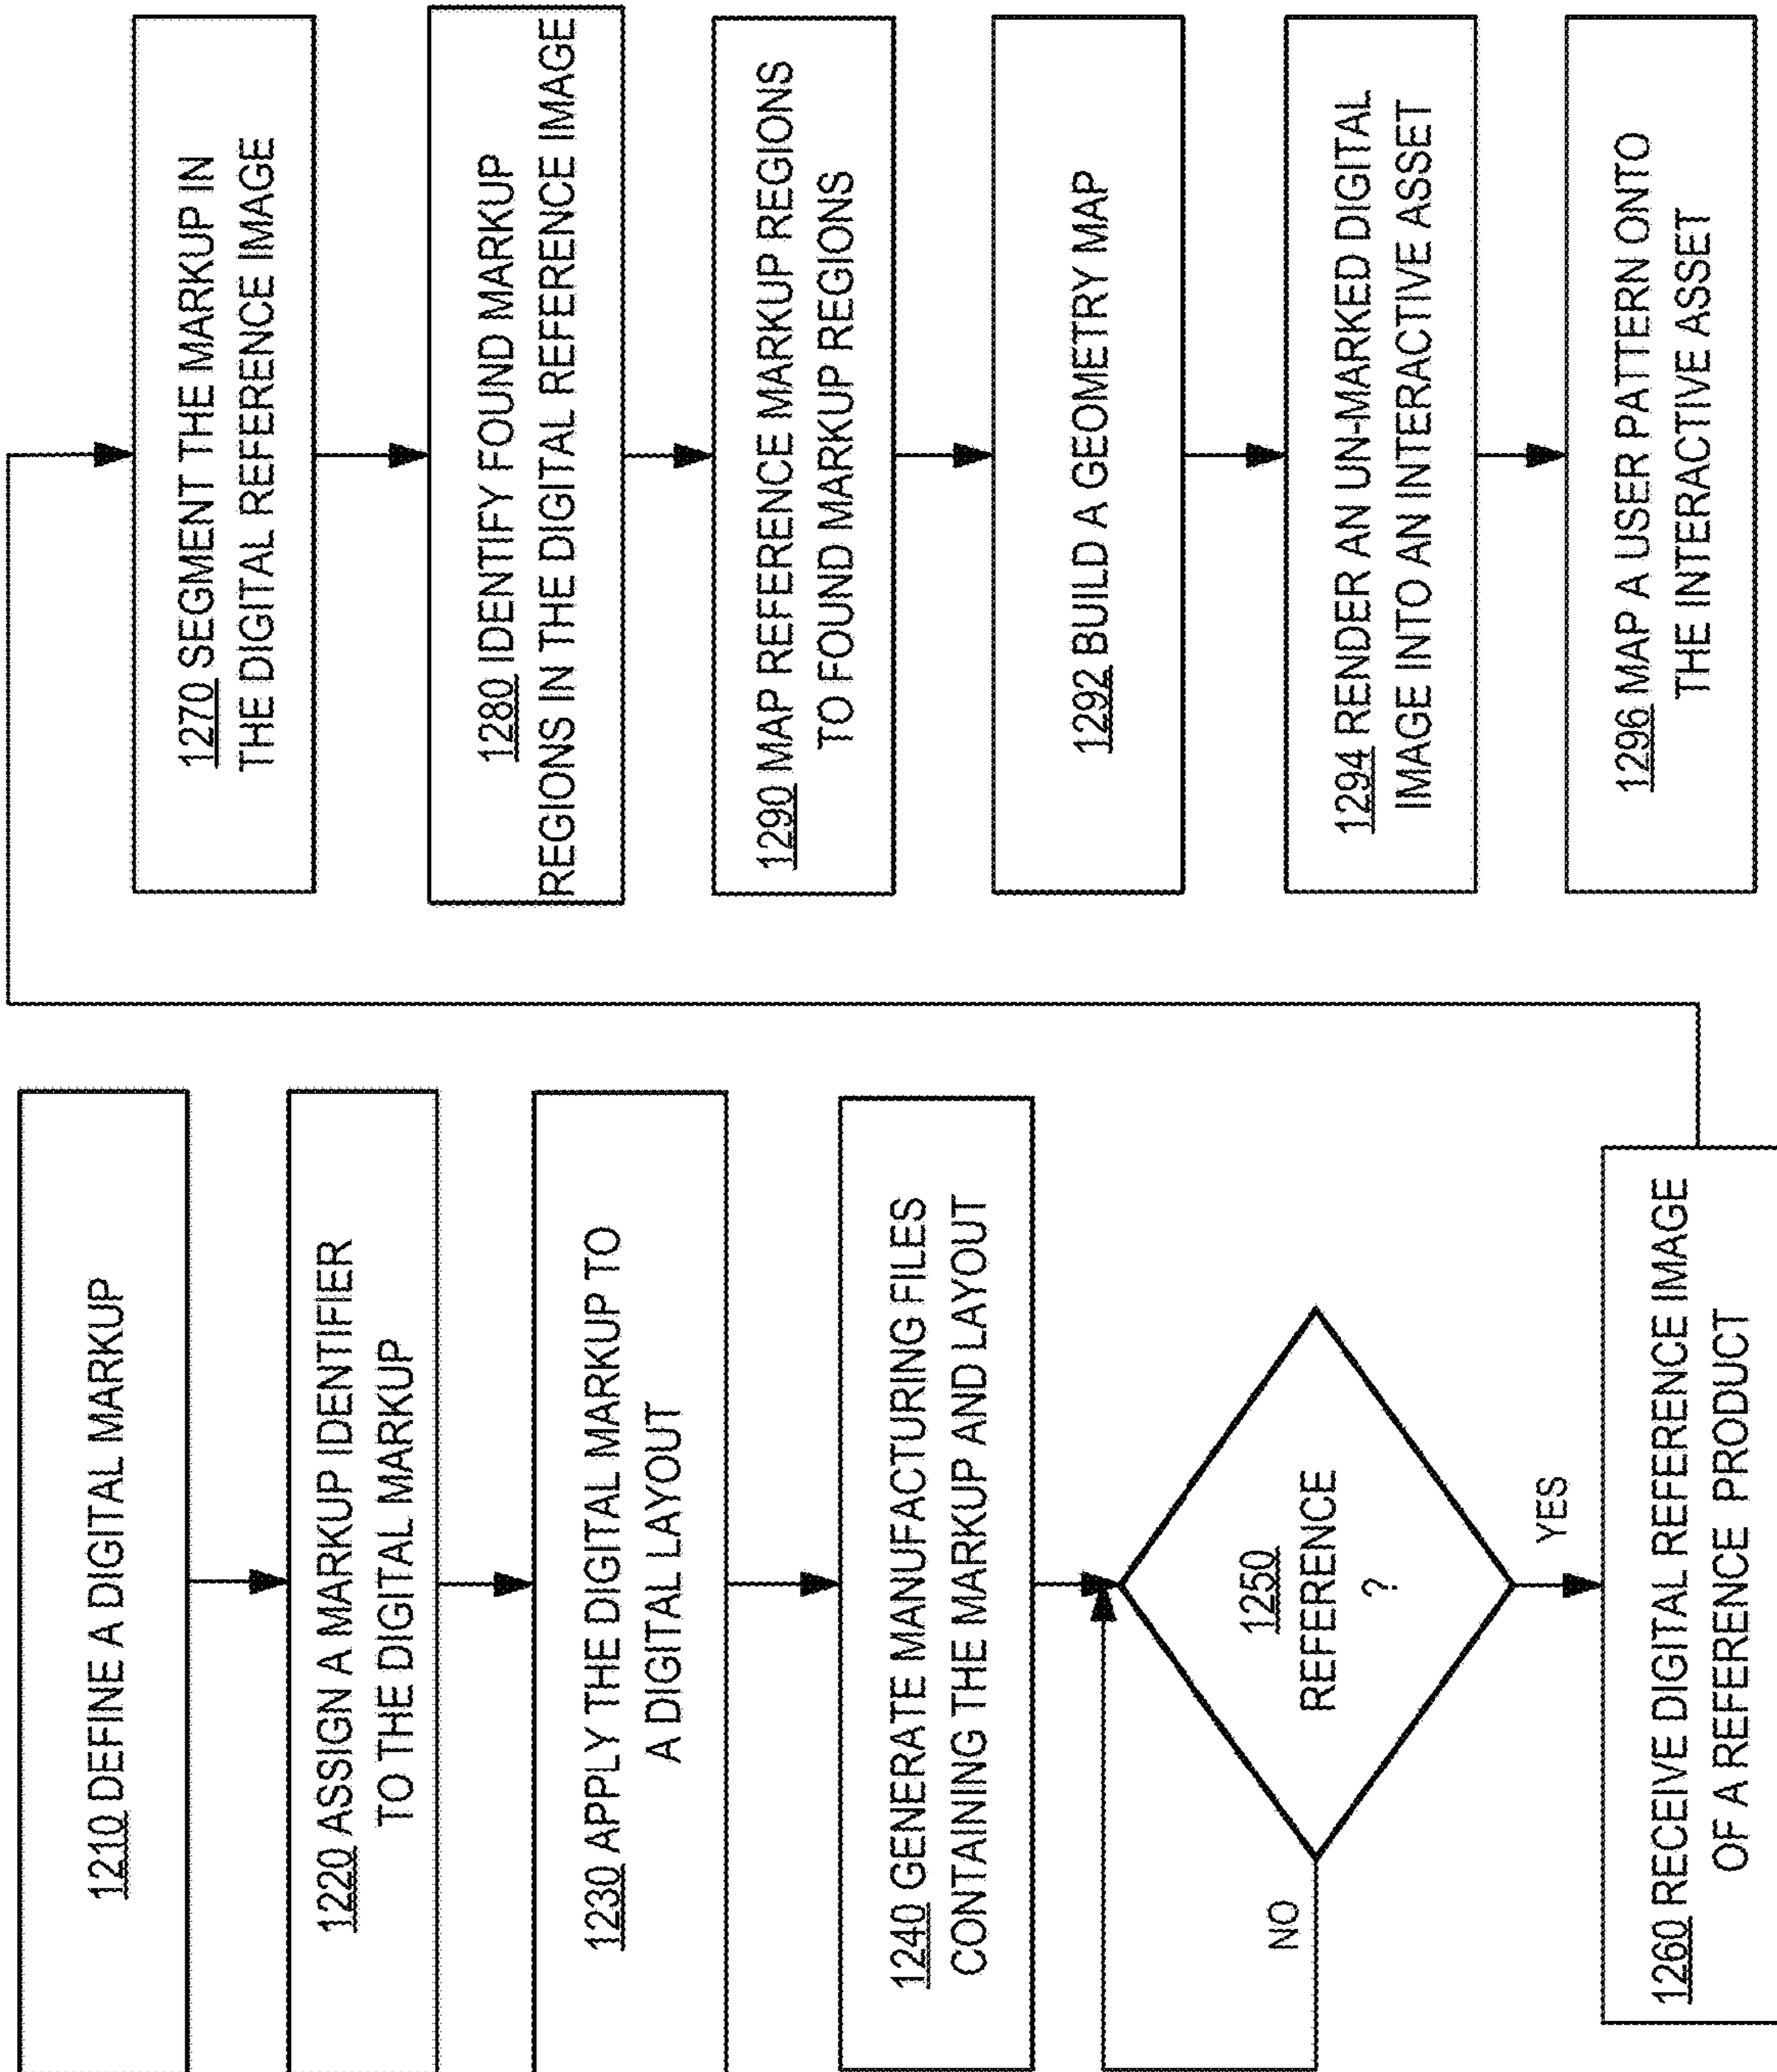 1210 DEFINE A DIGITAL MARKUP
1220 ASSIGN A MARKUP IDENTIFIER
TO THE DIGITAL MARKUP
1230 APPLY THE DIGITAL MARKUP TO
A DIGITAL LAYOUT
1240 GENERATE MANUFACTURING FILES
CONTAINING THE MARKUP AND LAYOUT
1250
REFERENCE
?
NO
YES
1260 RECEIVE DIGITAL REFERENCE IMAGE
OF A REFERENCE PRODUCT
1270 SEGMENT THE MARKUP IN
THE DIGITAL REFERENCE IMAGE
1280 IDENTIFY FOUND MARKUP
REGIONS IN THE DIGITAL REFERENCE IMAGE
1290 MAP REFERENCE MARKUP REGIONS
TO FOUND MARKUP REGIONS
1292 BUILD A GEOMETRY MAP
1294 RENDER AN UN-MARKED DIGITAL
IMAGE INTO AN INTERACTIVE ASSET
1296 MAP A USER PATTERN ONTO
THE INTERACTIVE ASSET